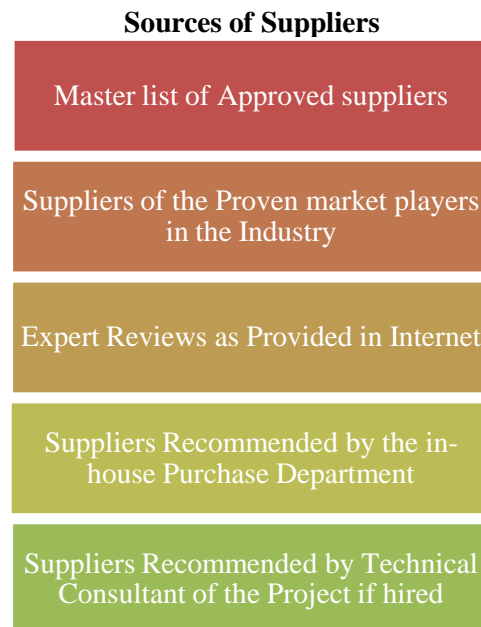 Sources of Suppliers
Master list of Approved suppliers
Suppliers of the Proven market players
in the Industry
Expert Reviews as Provided in Internet
Suppliers Recommended by the in-
house Purchase Department
Suppliers Recommended by Technical
Consultant of the Project if hired